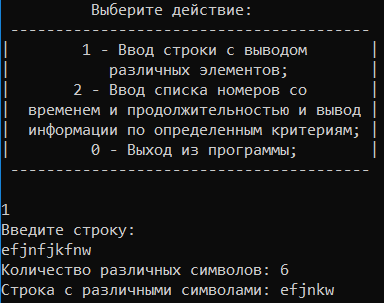 Выберите действие:
---------------------------------------
| 1 - Ввод строки с выводом |
| различных элементов; |
| 2 - Ввод списка номеров со |
| временем и продолжительностью и вывод |
| информации по определенным критериям; |
| 0 - Выход из программы; |
---------------------------------------
1
Введите строку:
efjnfjkfnw
Количество различных символов: 6
Строка с различными символами: efjnkw